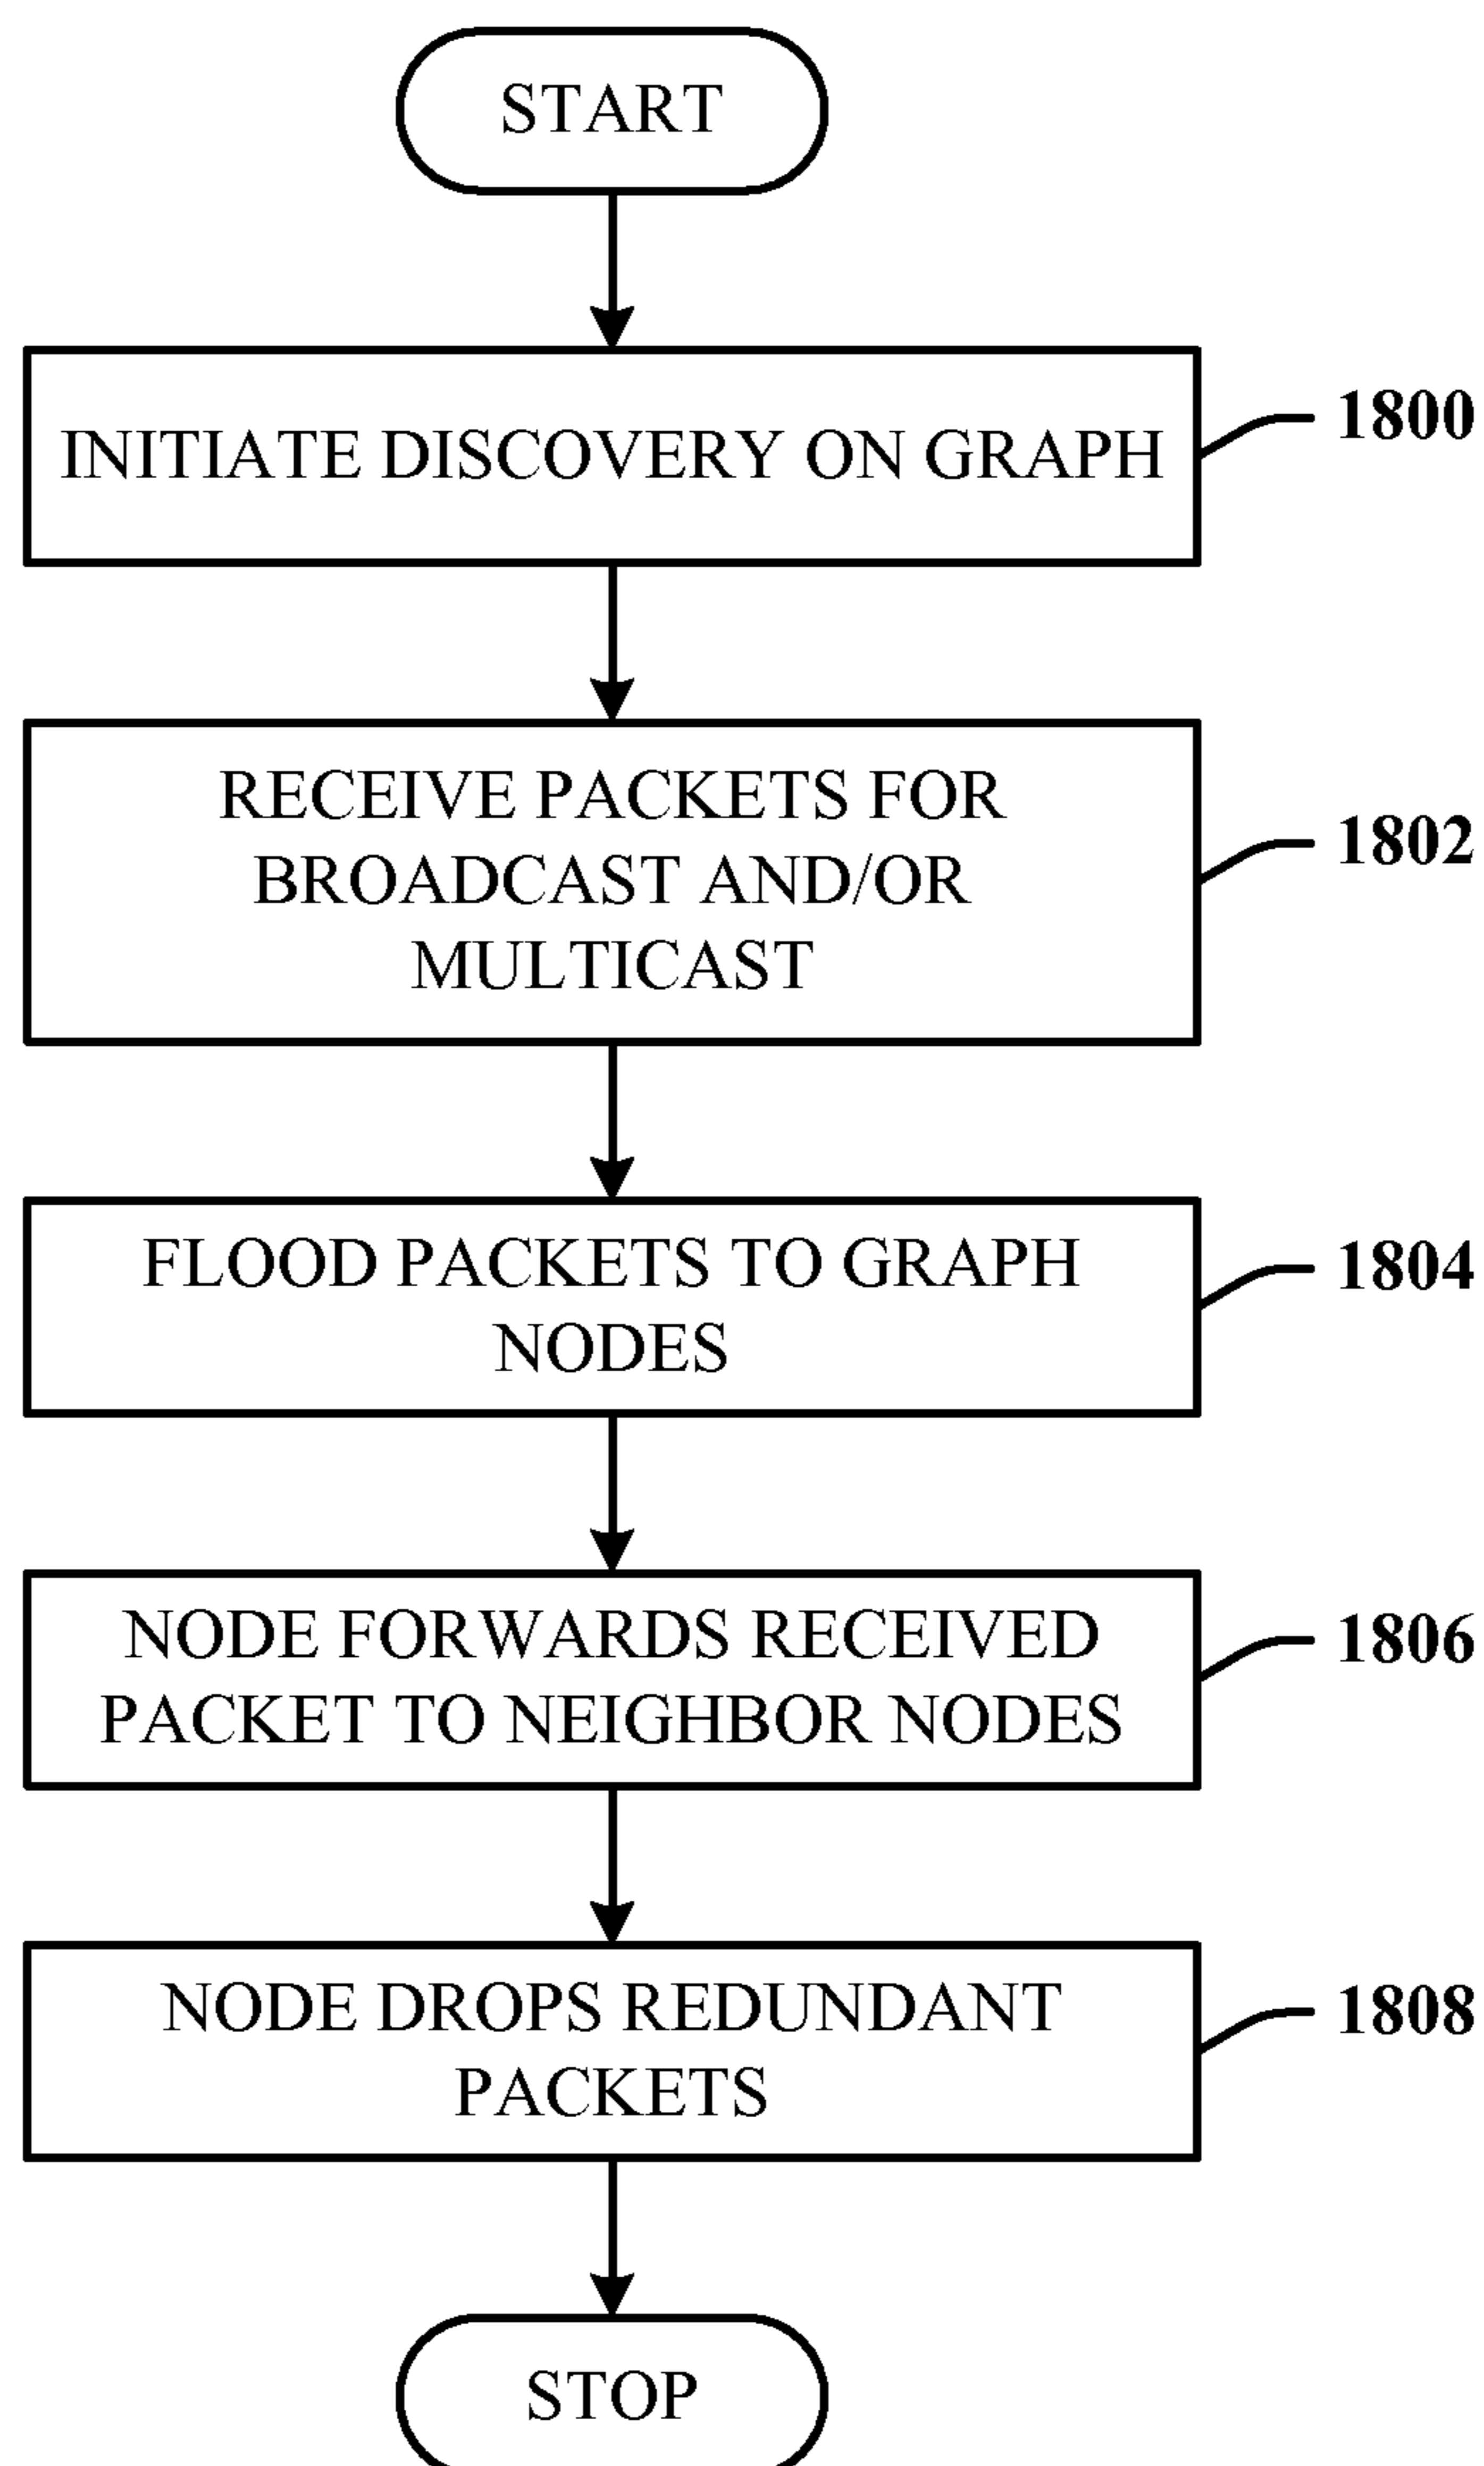 START
INITIATE DISCOVERY ON GRAPH
1800
RECEIVE PACKETS FOR
BROADCAST AND/OR
MULTICAST
1802
FLOOD PACKETS TO GRAPH
NODES
1804
NODE FORWARDS RECEIVED
PACKET TO NEIGHBOR NODES
1806
NODE DROPS REDUNDANT
PACKETS
1808
STOP